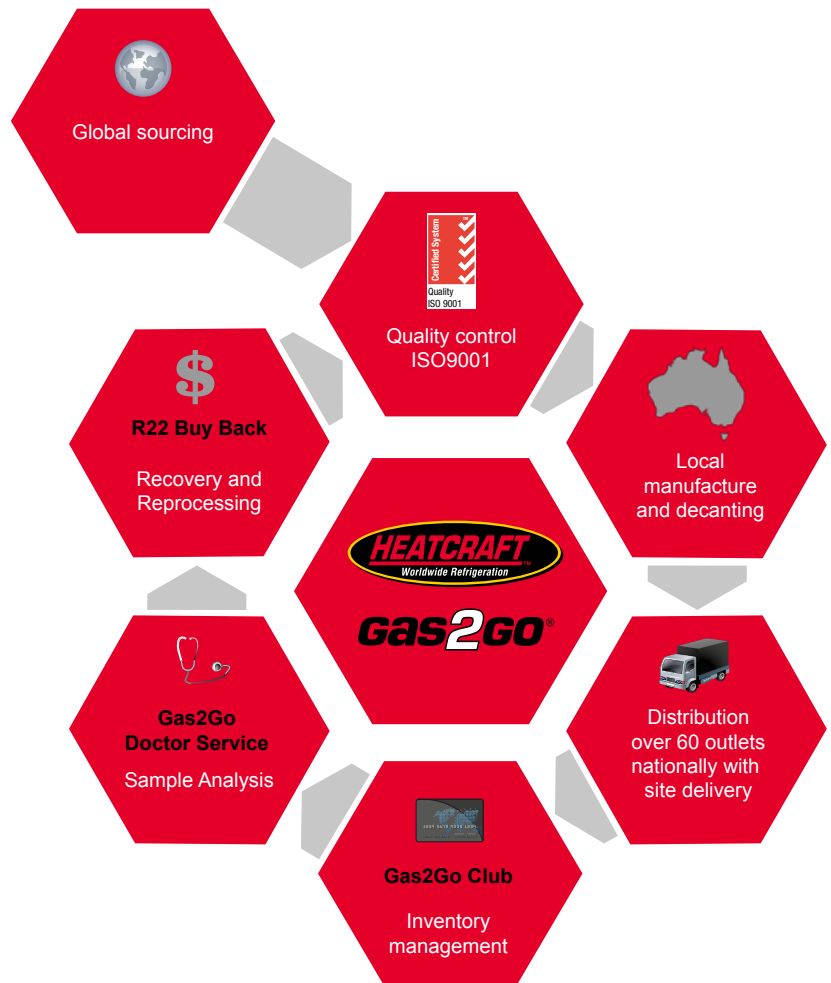 Global sourcing
Certified System
TM
Quality
ISO 9001
Quality control
ISO9001
$
R22 Buy Back
Recovery and
Reprocessing
Local
manufacture
and decanting
HEATCRAFT
TM
Worldwide Refrigeration
Gas2Go®
Gas2Go
Doctor Service
Sample Analysis
Distribution
over 60 outlets
nationally with
site delivery
Gas2Go Club
Inventory
management